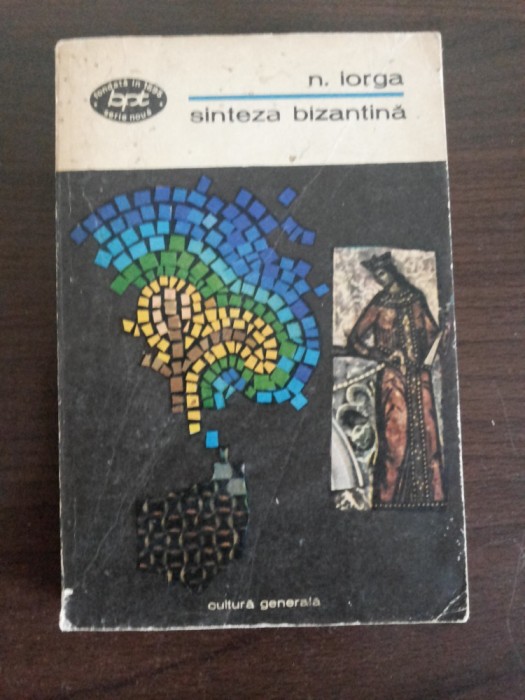 fondată în 1895
bpt
seria nouă
n. iorga
sinteza bizantină
cultură generală